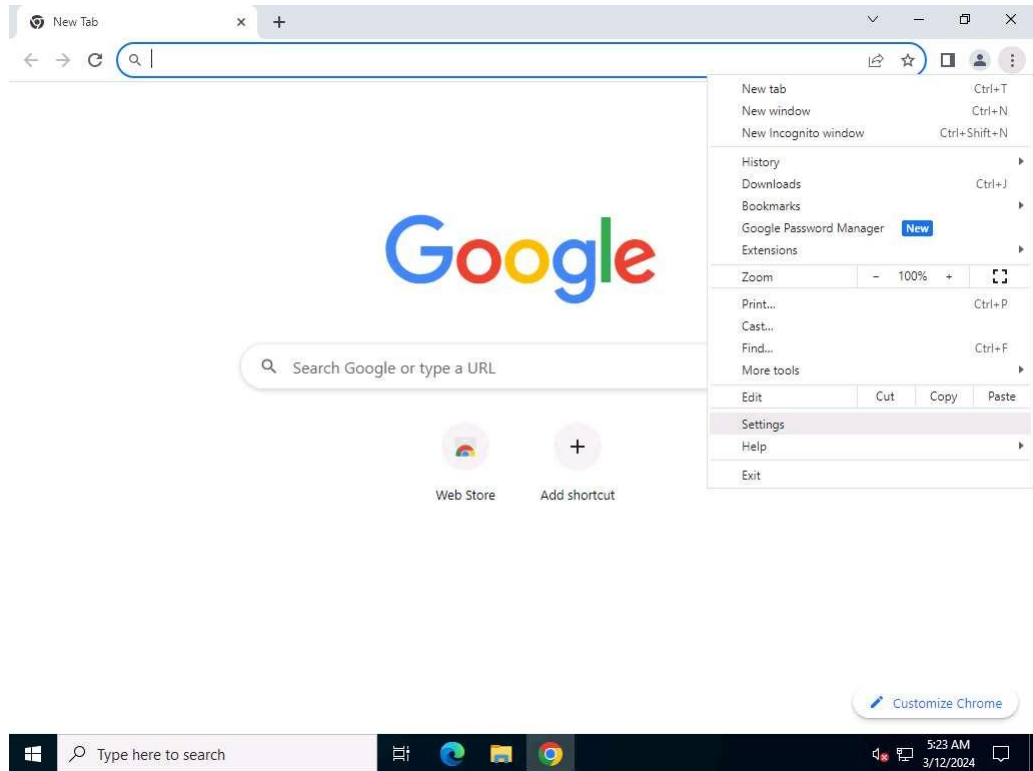 New Tab
New tab Ctrl+T
New window Ctrl+N
New Incognito window Ctrl+Shift+N
History
Downloads Ctrl+J
Bookmarks
Google Password Manager New
Extensions
Zoom - 100% +
Print... Ctrl+P
Cast...
Find... Ctrl+F
More tools
Edit Cut Copy Paste
Settings
Help
Exit
Google
Search Google or type a URL
Web Store Add shortcut
Customize Chrome
Type here to search
5:23 AM
3/12/2024